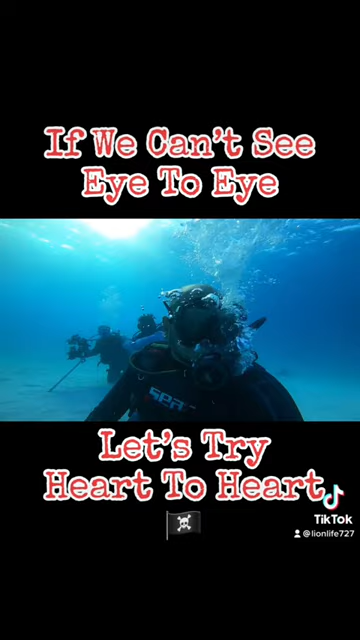 If We Can't See
Eye To Eye
Let's Try
Heart To Heart
TikTok
@lionlife727